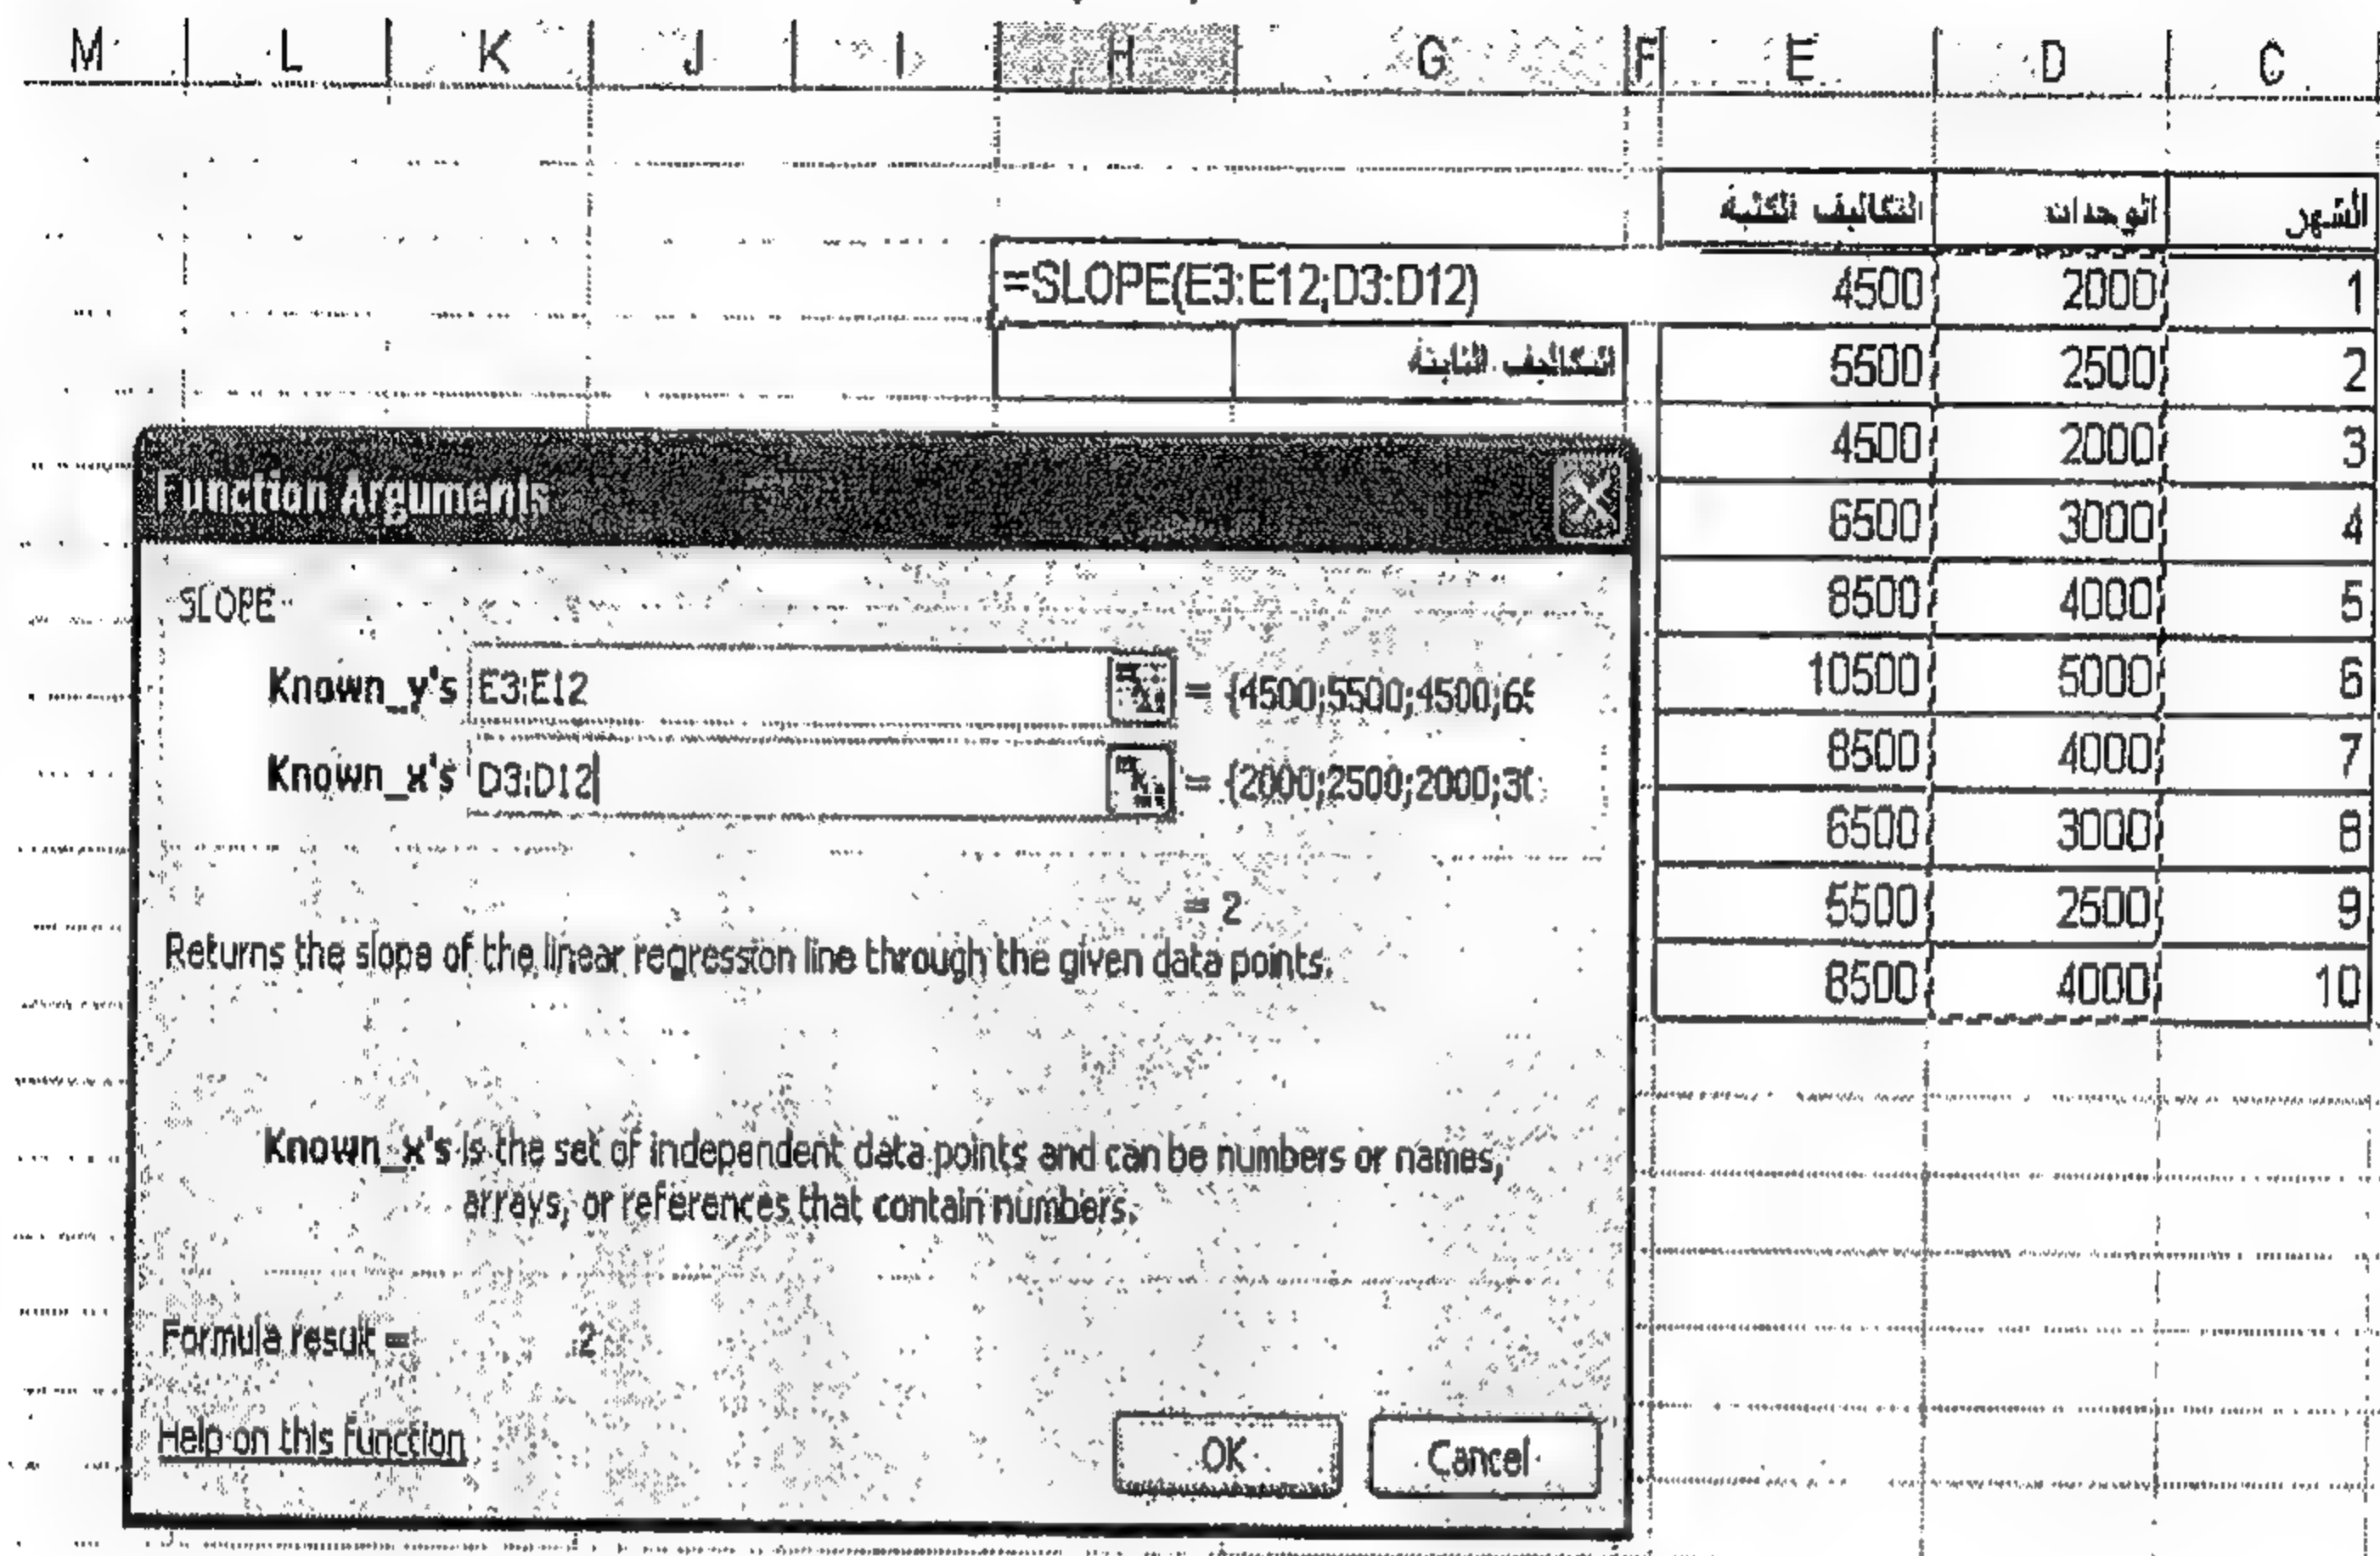 M L K J I H G F E D C
الشهر الوحدات التكاليف الكلية
1 2000 4500 =SLOPE(E3:E12;D3:D12)
2 2500 5500 التكاليف الثابتة
3 2000 4500
4 3000 6500
5 4000 8500
6 5000 10500
7 4000 8500
8 3000 6500
9 2500 5500
10 4000 8500
Function Arguments
SLOPE
Known_y's E3:E12 = {4500;5500;4500;65
Known_x's D3:D12 = {2000;2500;2000;30
= 2
Returns the slope of the linear regression line through the given data points.
Known_x's is the set of independent data points and can be numbers or names,
arrays, or references that contain numbers.
Formula result = 2
Help on this function
OK Cancel